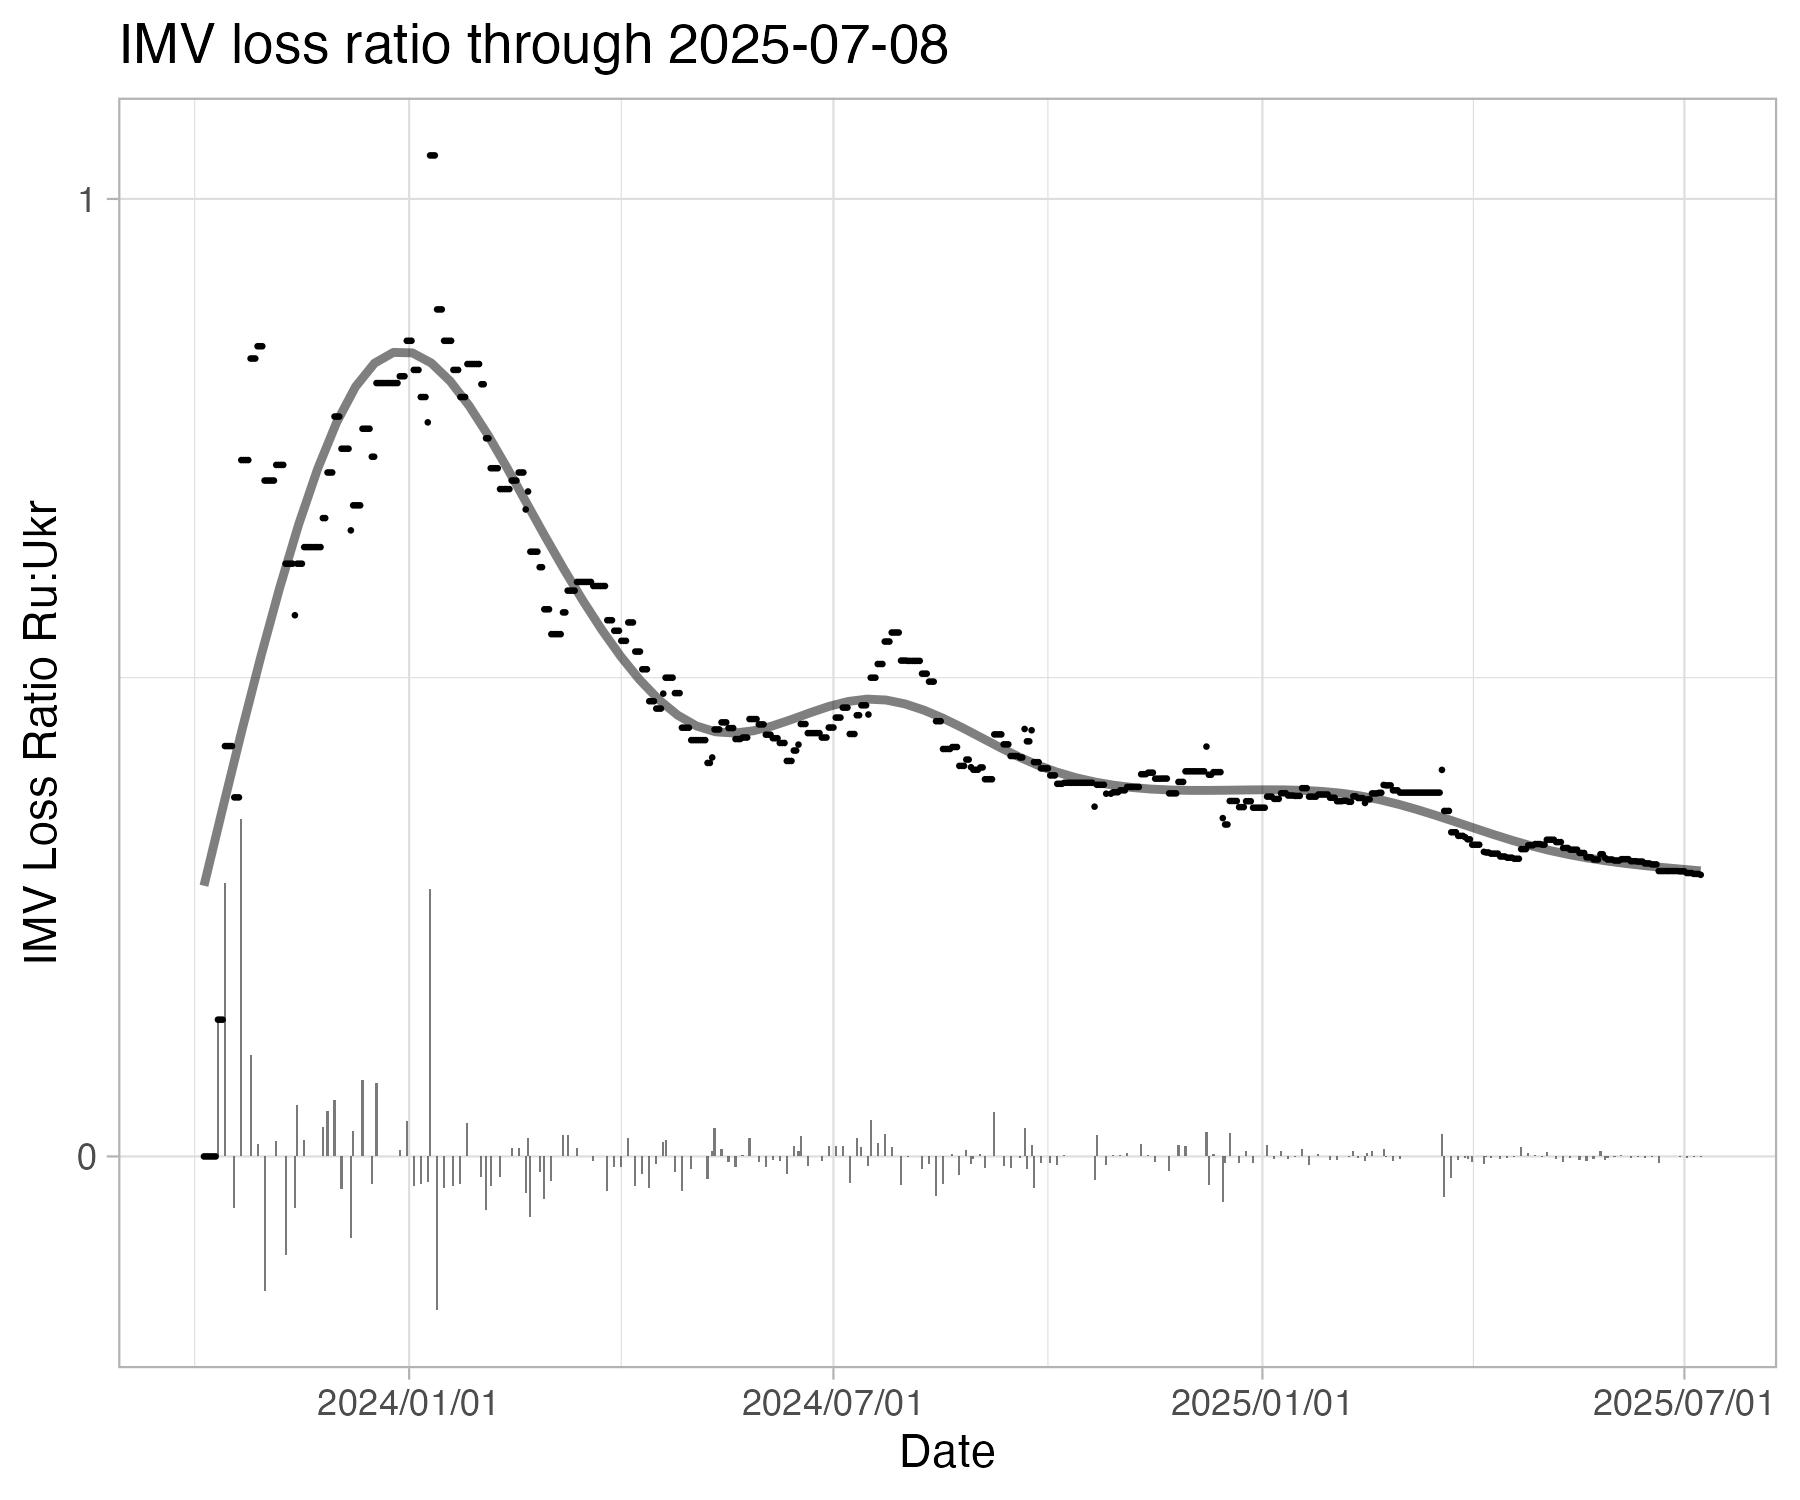 IMV loss ratio through 2025-07-08
IMV Loss Ratio Ru:Ukr
1
0
2024/01/01 2024/07/01 2025/01/01 2025/07/01
Date